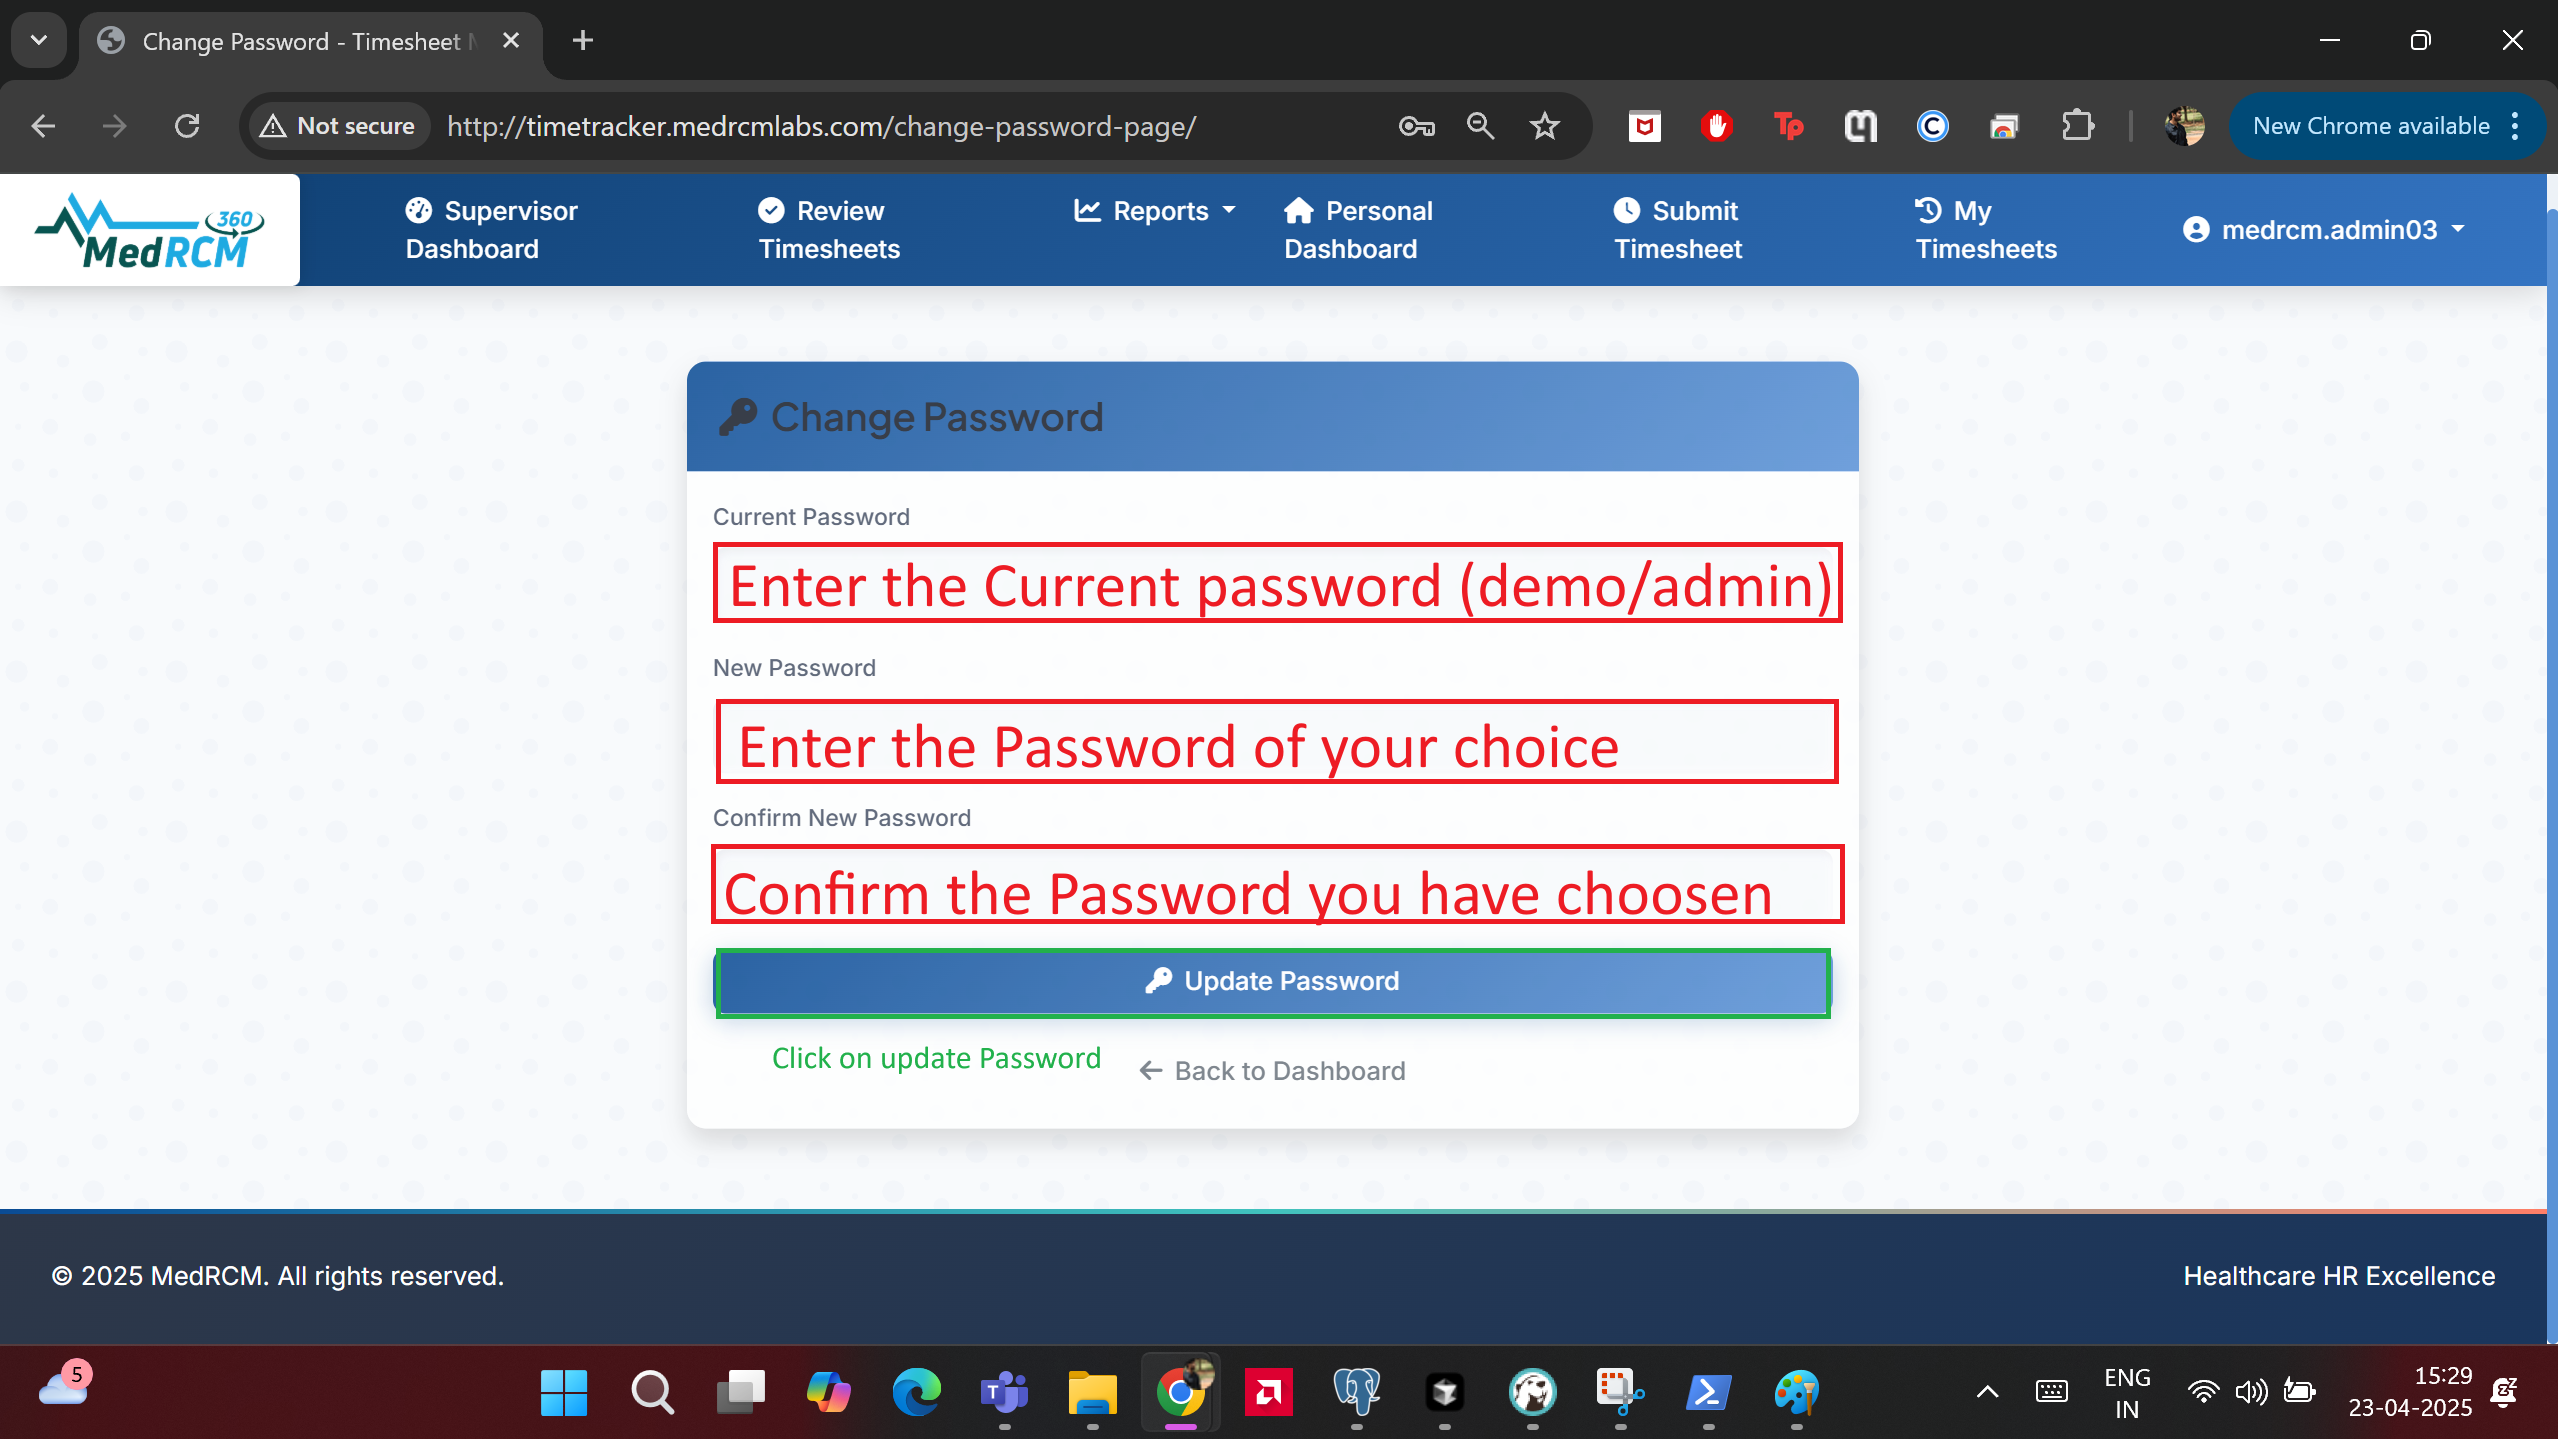 Change Password - Timesheet
Not secure
http://timetracker.medrcmlabs.com/change-password-page/
New Chrome available
360
MedRCM
Supervisor
Dashboard
Review
Timesheets
Reports
Personal
Dashboard
Submit
Timesheet
My
Timesheets
medrcm.admin03
Change Password
Current Password
Enter the Current password (demo/admin)
New Password
Enter the Password of your choice
Confirm New Password
Confirm the Password you have choosen
Update Password
Click on update Password
Back to Dashboard
© 2025 MedRCM. All rights reserved.
Healthcare HR Excellence
5
ENG
IN
15:29
23-04-2025